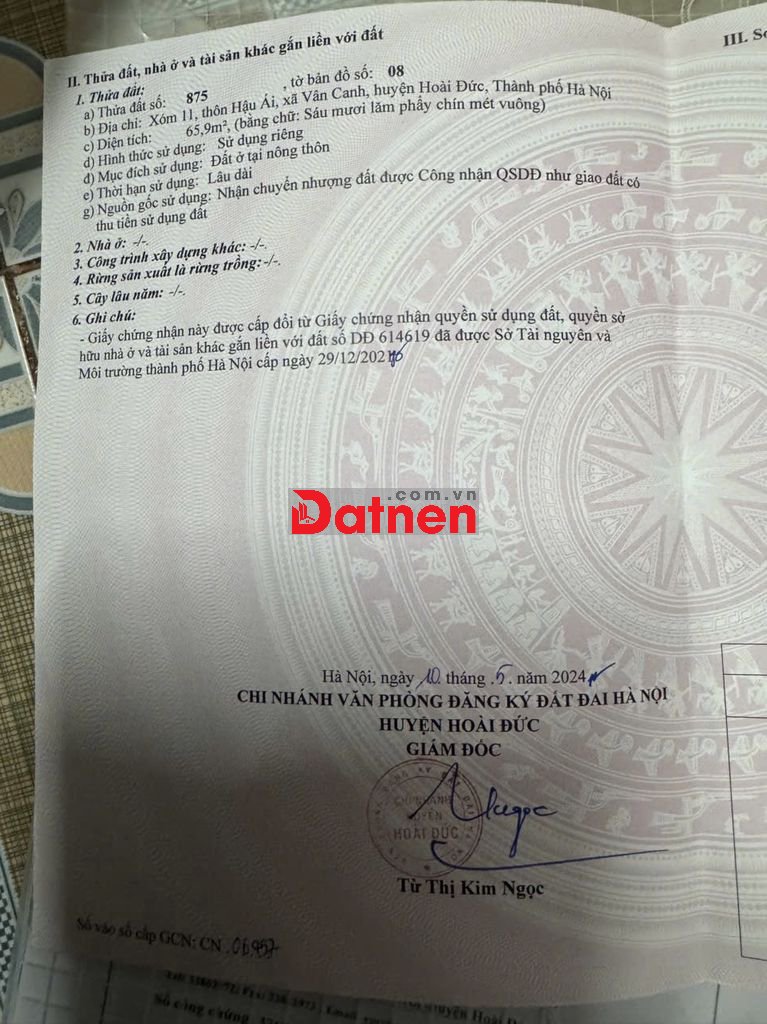 II. Thửa đất, nhà ở và tài sản khác gắn liền với đất
III. Sơ
1. Thửa đất:
a) Thửa đất số: 875 , tờ bản đồ số: 08
b) Địa chỉ: Xóm 11, thôn Hậu Ái, xã Vân Canh, huyện Hoài Đức, Thành phố Hà Nội
c) Diện tích: 65,9m², (bằng chữ: Sáu mươi lăm phẩy chín mét vuông)
d) Hình thức sử dụng: Sử dụng riêng
đ) Mục đích sử dụng: Đất ở tại nông thôn
e) Thời hạn sử dụng: Lâu dài
g) Nguồn gốc sử dụng: Nhận chuyển nhượng đất được Công nhận QSDĐ như giao đất có
thu tiền sử dụng đất
2. Nhà ở: -/-.
3. Công trình xây dựng khác: -/-.
4. Rừng sản xuất là rừng trồng: -/-.
5. Cây lâu năm: -/-.
6. Ghi chú:
- Giấy chứng nhận này được cấp đổi từ Giấy chứng nhận quyền sử dụng đất, quyền sở
hữu nhà ở và tài sản khác gắn liền với đất số DĐ 614619 đã được Sở Tài nguyên và
Môi trường thành phố Hà Nội cấp ngày 29/12/2021
.com.vn
Datnen
Hà Nội, ngày 10 tháng .5. năm 2024
CHI NHÁNH VĂN PHÒNG ĐĂNG KÝ ĐẤT ĐAI HÀ NỘI
HUYỆN HOÀI ĐỨC
GIÁM ĐỐC
CHI NHÁNH
HUYỆN
HOÀI ĐỨC
Từ Thị Kim Ngọc
Số vào sổ cấp GCN: CN .06957
Số công chứng